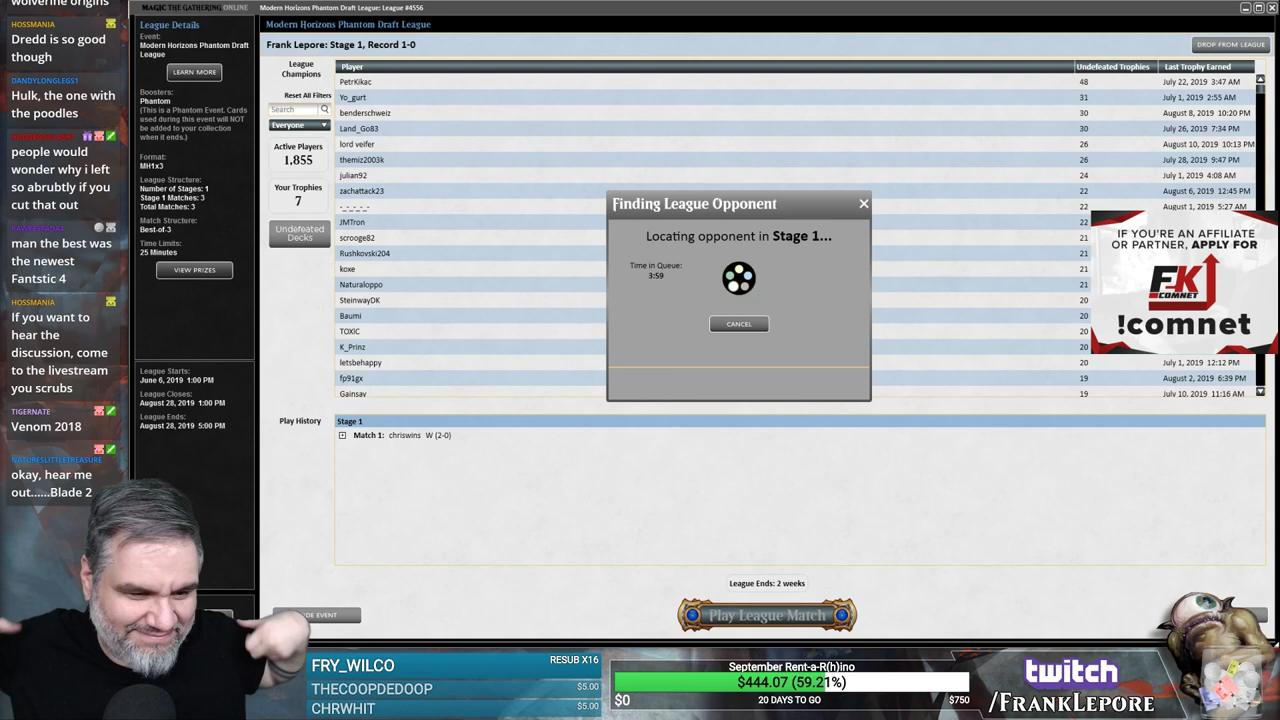 wolverine origins
HOSSMANIA
Dredd is so good
though
DANDYLONGLEGS1
Hulk, the one with
the poodles
people would
wonder why i left
so abrubtly if you
cut that out
man the best was
the newest
Fantstic 4
HOSSMANIA
If you want to
hear the
discussion, come
to the livestream
you scrubs
TIGERNATE
Venom 2018
NATURESLITTLETREASURE
okay, hear me
out......Blade 2
MAGIC THE GATHERING ONLINE
Modern Horizons Phantom Draft League: League #4556
League Details
Event:
Modern Horizons Phantom Draft
League
LEARN MORE
Boosters:
Phantom
(This is a Phantom Event. Cards
used during this event will NOT
be added to your collection
when it ends.)
Format:
MH1x3
League Structure:
Number of Stages: 1
Stage 1 Matches: 3
Total Matches: 3
Match Structure:
Best-of-3
Time Limits:
25 Minutes
VIEW PRIZES
League Starts:
June 6, 2019 1:00 PM
League Closes:
August 28, 2019 1:00 PM
League Ends:
August 28, 2019 5:00 PM
Modern Horizons Phantom Draft League
Frank Lepore: Stage 1, Record 1-0
DROP FROM LEAGUE
League
Champions
Reset All Filters
Search
Everyone
Active Players
1,855
Your Trophies
7
Undefeated
Decks
Player Undefeated Trophies Last Trophy Earned
PetrKikac 48 July 22, 2019 3:47 AM
Yo_gurt 31 July 1, 2019 2:55 AM
benderschweiz 30 August 8, 2019 10:20 PM
Land_Go83 30 July 26, 2019 7:34 PM
lord veifer 26 August 10, 2019 10:13 PM
themiz2003k 26 July 28, 2019 9:47 PM
julian92 24 July 1, 2019 4:08 AM
zachattack23 22 August 6, 2019 12:45 PM
-_-_-_-_- 22 August 1, 2019 5:27 AM
JMTron 22
scrooge82 21
Rushkovski204 21
koxe 21
Naturaloppo 21
SteinwayDK 20
Baumi 20
TOXIC 20
K_Prinz 20
letsbehappy 20 July 1, 2019 12:12 PM
fp91gx 19 August 2, 2019 6:39 PM
Gainsay 19 July 10, 2019 11:16 AM
Finding League Opponent
Locating opponent in Stage 1...
Time in Queue:
3:59
CANCEL
IF YOU'RE AN AFFILIATE
OR PARTNER, APPLY FOR
COMNET
!comnet
Play History
Stage 1
Match 1: chriswins W (2-0)
League Ends: 2 weeks
EVENT
Play League Match
FRY_WILCO RESUB X16
THECOOPDEDOOP $5.00
CHRWHIT $5.00
September Rent-a-R(h)ino
$444.07 (59.21%)
$0 20 DAYS TO GO $750
twitch
/FRANKLEPORE